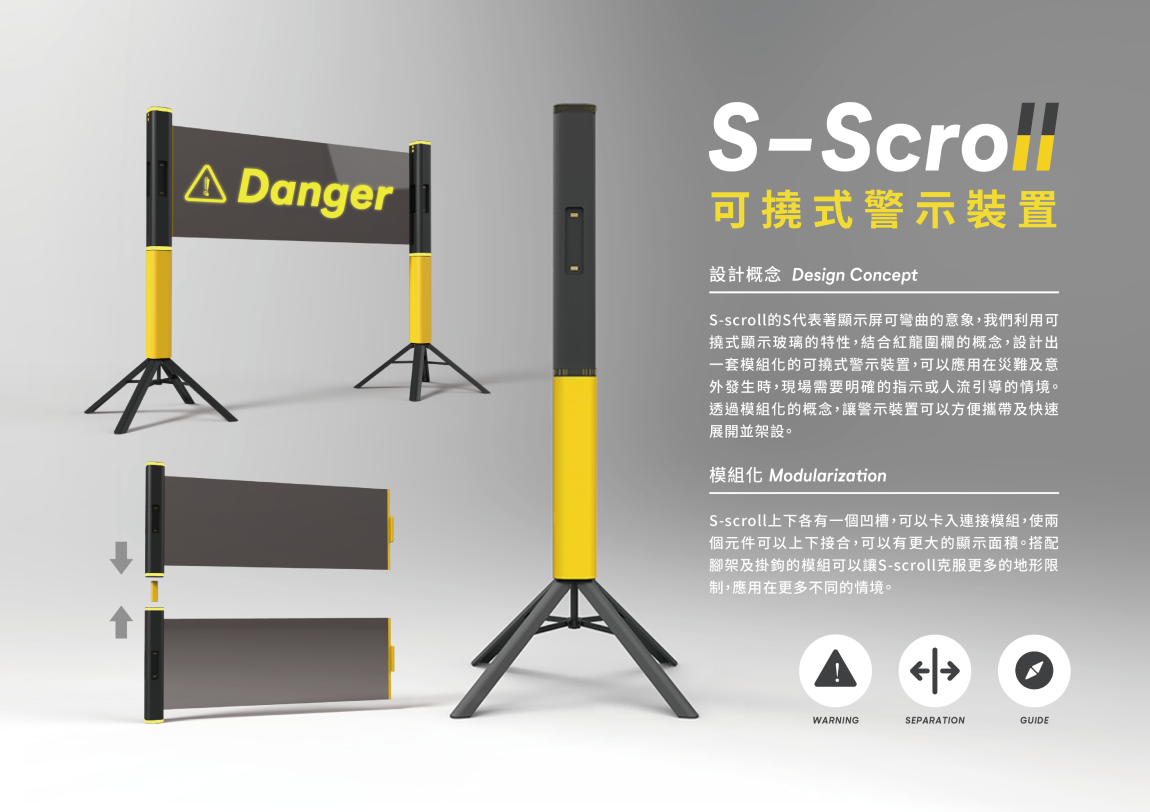 Danger
S-Scroll
可撓式警示裝置
設計概念 Design Concept
S-scroll的S代表著顯示屏可彎曲的意象,我們利用可
撓式顯示玻璃的特性,結合紅龍圍欄的概念,設計出
一套模組化的可撓式警示裝置,可以應用在災難及意
外發生時,現場需要明確的指示或人流引導的情境。
透過模組化的概念,讓警示裝置可以方便攜帶及快速
展開並架設。
模組化 Modularization
S-scroll上下各有一個凹槽,可以卡入連接模組,使兩
個元件可以上下接合,可以有更大的顯示面積。搭配
腳架及掛鉤的模組可以讓S-scroll克服更多的地形限
制,應用在更多不同的情境。
WARNING
SEPARATION
GUIDE